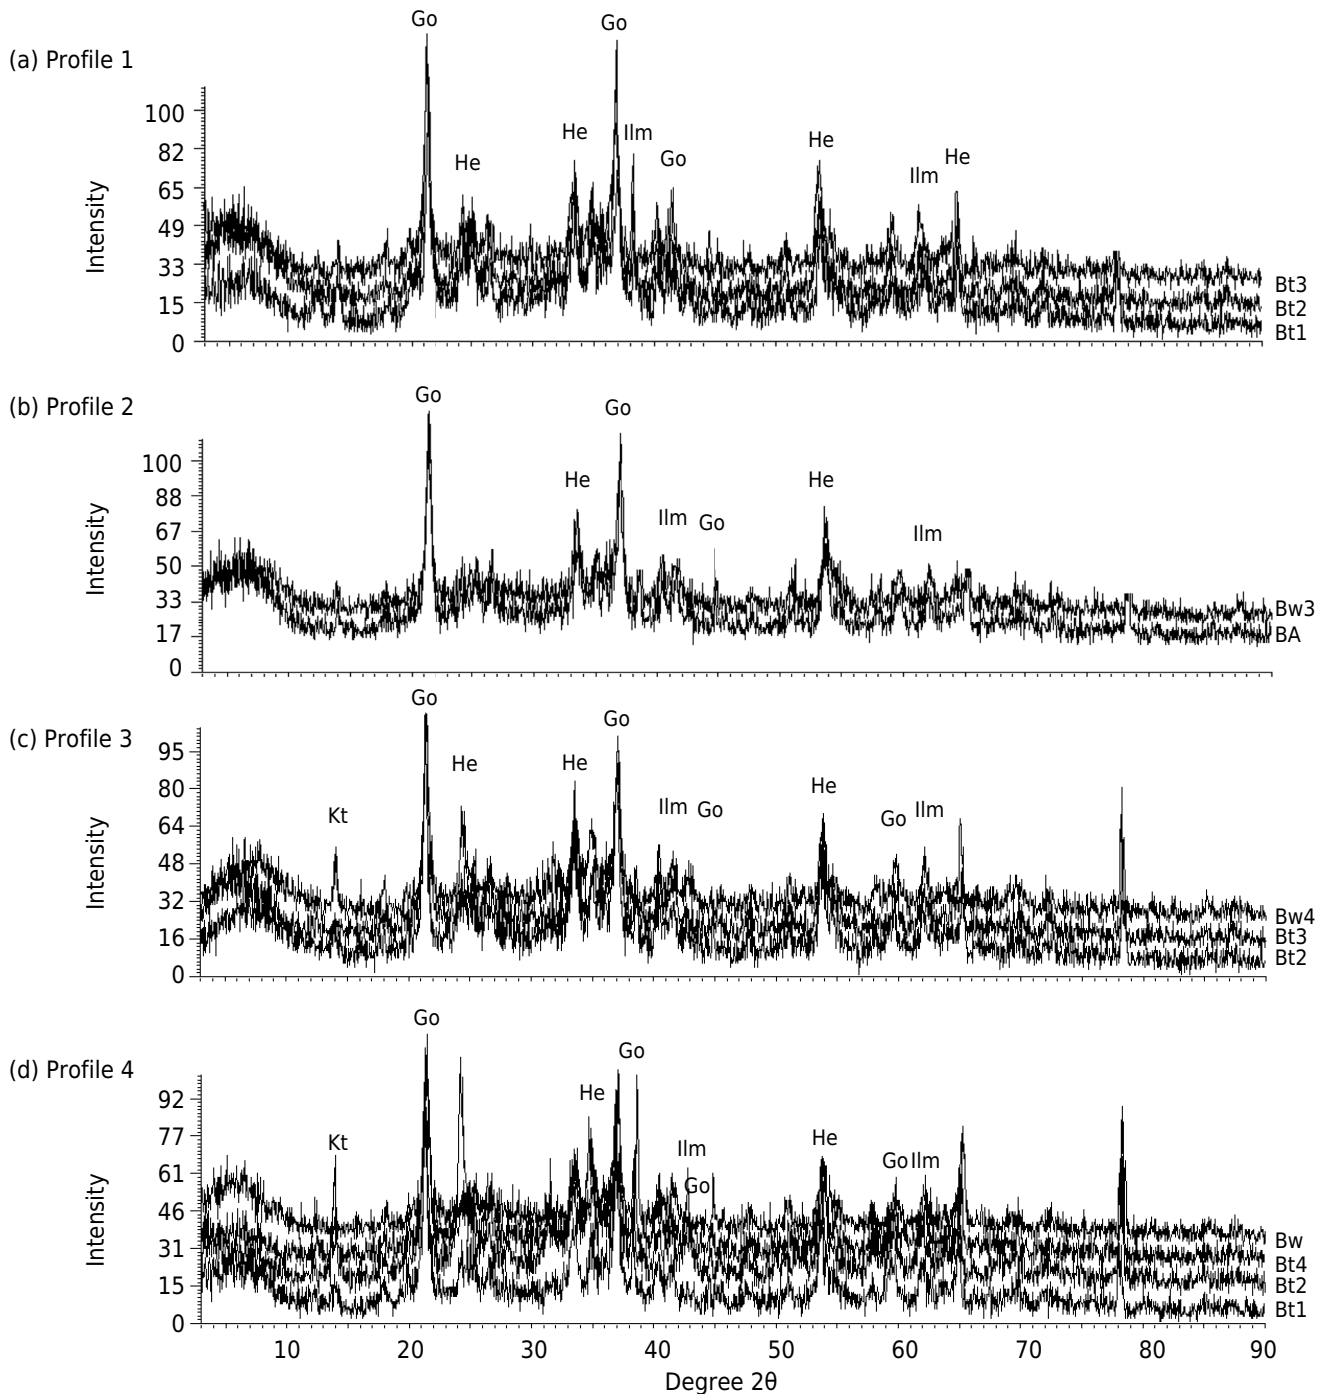 (a) Profile 1
Go
Go
He
He
Ilm
Go
He
Ilm
He
Intensity
100
82
65
49
33
15
0
Bt3
Bt2
Bt1
(b) Profile 2
Go
Go
He
Ilm
Go
He
Ilm
Intensity
100
88
67
50
33
17
0
Bw3
BA
(c) Profile 3
Go
Go
Kt
He
He
Ilm
Go
He
Go
Ilm
Intensity
95
80
64
48
32
16
0
Bw4
Bt3
Bt2
(d) Profile 4
Go
Go
Kt
He
Ilm
Go
He
Go
Ilm
Intensity
92
77
61
46
31
15
0
Bw
Bt4
Bt2
Bt1
10 20 30 40 50 60 70 80 90
Degree 2θ